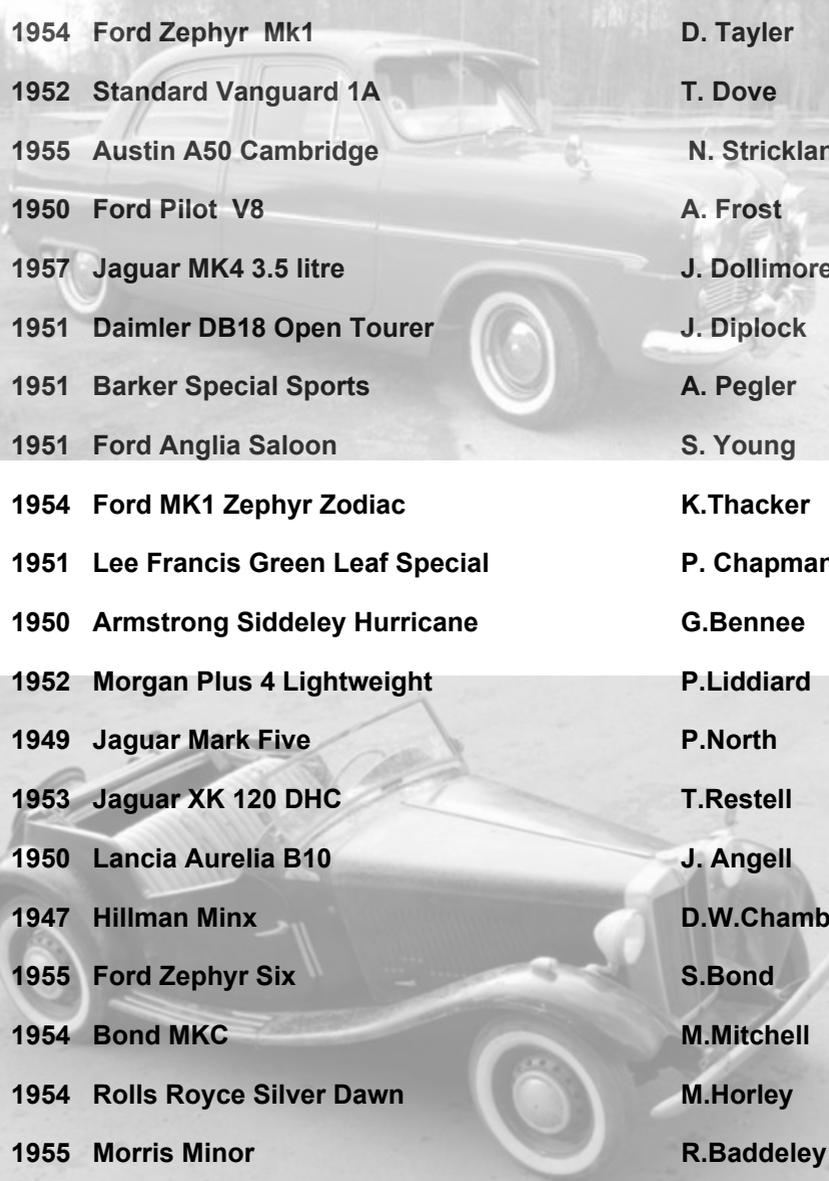 1954 Ford Zephyr Mk1 D. Tayler
1952 Standard Vanguard 1A T. Dove
1955 Austin A50 Cambridge N.
1950 Ford Pilot V8 A. Frost
1957 Jaguar MK4 3.5 litre J. Dollimore
1951 Daimler DB18 Open Tourer J. Diplock
1951 Barker Special Sports A. Pegler
1951 Ford Anglia Saloon S. Young
1954 Ford MK1 Zephyr Zodiac K.Thacker
1951 Lee Francis Green Leaf Special P. Chapman
1950 Armstrong Siddeley Hurricane G.Bennee
1952 Morgan Plus 4 Lightweight P.Liddiard
1949 Jaguar Mark Five P.North
1953 Jaguar XK 120 DHC T.Restell
1950 Lancia Aurelia B10 J. Angell
1947 Hillman Minx
1955 Ford Zephyr Six S.Bond
1954 Bond MKC M.Mitchell
1954 Rolls Royce Silver Dawn M.Horley
1955 Morris Minor R.Baddeley